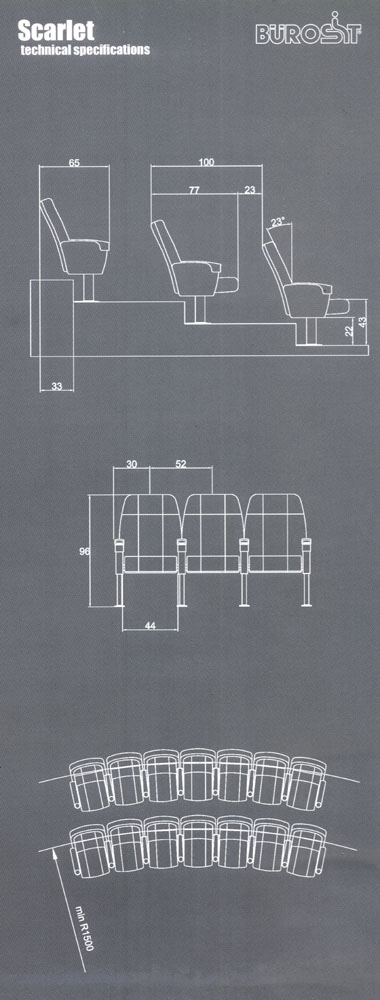 Scarlet
technical specifications
BÜROSIT
65
100
77 23
23°
22
43
33
30 52
96
44
min R1500